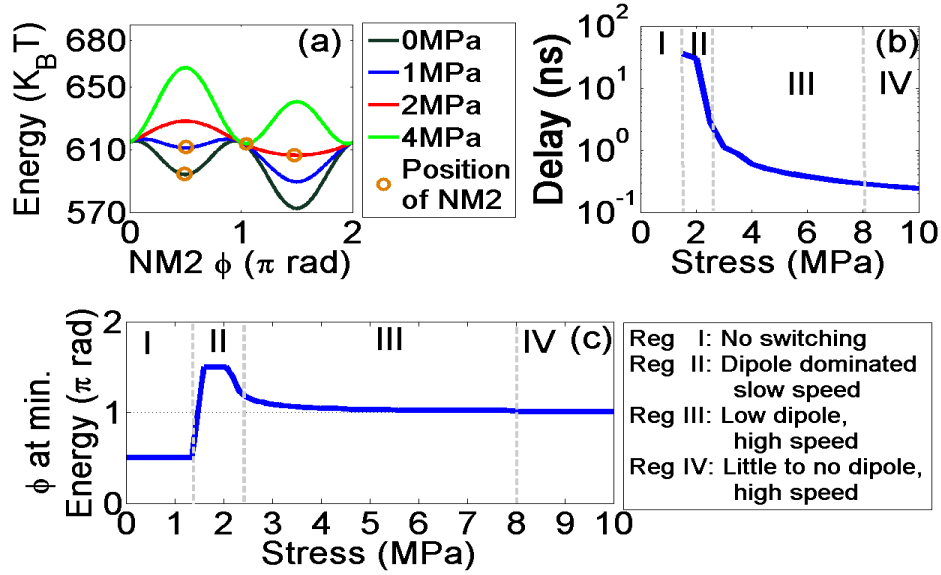 680
650
610
570
Energy (K_BT)
(a)
0 1 2
NM2 ϕ (π rad)
0MPa
1MPa
2MPa
4MPa
Position
of NM2
10²
10¹
10⁰
10⁻¹
Delay (ns)
I II III IV
(b)
0 2 4 6 8 10
Stress (MPa)
2
1
0
ϕ at min.
Energy (π rad)
I II III IV (c)
0 1 2 3 4 5 6 7 8 9 10
Stress (MPa)
Reg I: No switching
Reg II: Dipole dominated
slow speed
Reg III: Low dipole,
high speed
Reg IV: Little to no dipole,
high speed